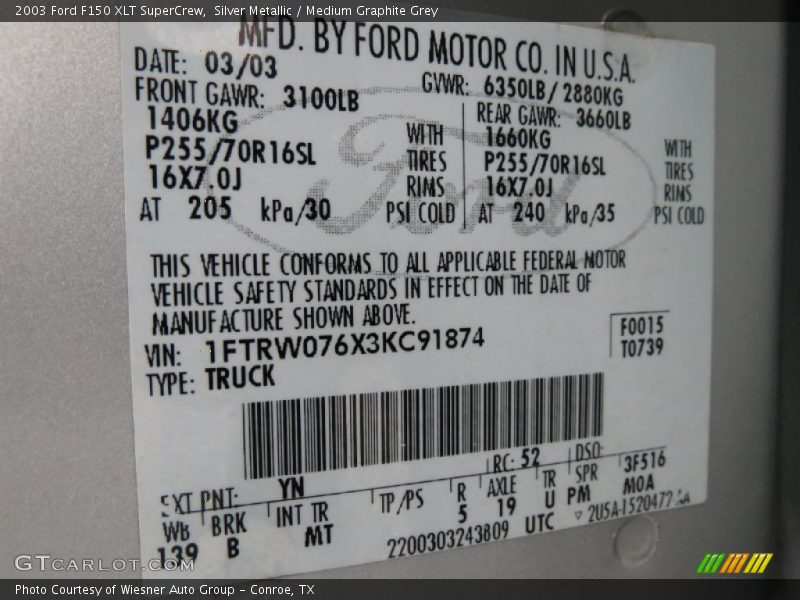 2003 Ford F150 XLT SuperCrew, Silver Metallic / Medium Graphite Grey
MFD. BY FORD MOTOR CO. IN U.S.A.
DATE: 03/03 GVWR: 6350LB/ 2880KG
FRONT GAWR: 3100LB REAR GAWR: 3660LB
1406KG WITH 1660KG WITH
P255/70R16SL TIRES P255/70R16SL TIRES
16X7.0J RIMS 16X7.0J RIMS
AT 205 kPa/30 PSI COLD AT 240 kPa/35 PSI COLD
Ford
THIS VEHICLE CONFORMS TO ALL APPLICABLE FEDERAL MOTOR
VEHICLE SAFETY STANDARDS IN EFFECT ON THE DATE OF
MANUFACTURE SHOWN ABOVE.
VIN: 1FTRW076X3KC91874 F0015
TYPE: TRUCK T0739
EXT PNT: YN RC: 52 DSO:
WB BRK INT TR TP/PS R AXLE TR SPR 3F516
139 B MT 5 19 U PM MOA
2200303243809 UTC
GTCARLOT.COM
Photo Courtesy of Wiesner Auto Group - Conroe, TX